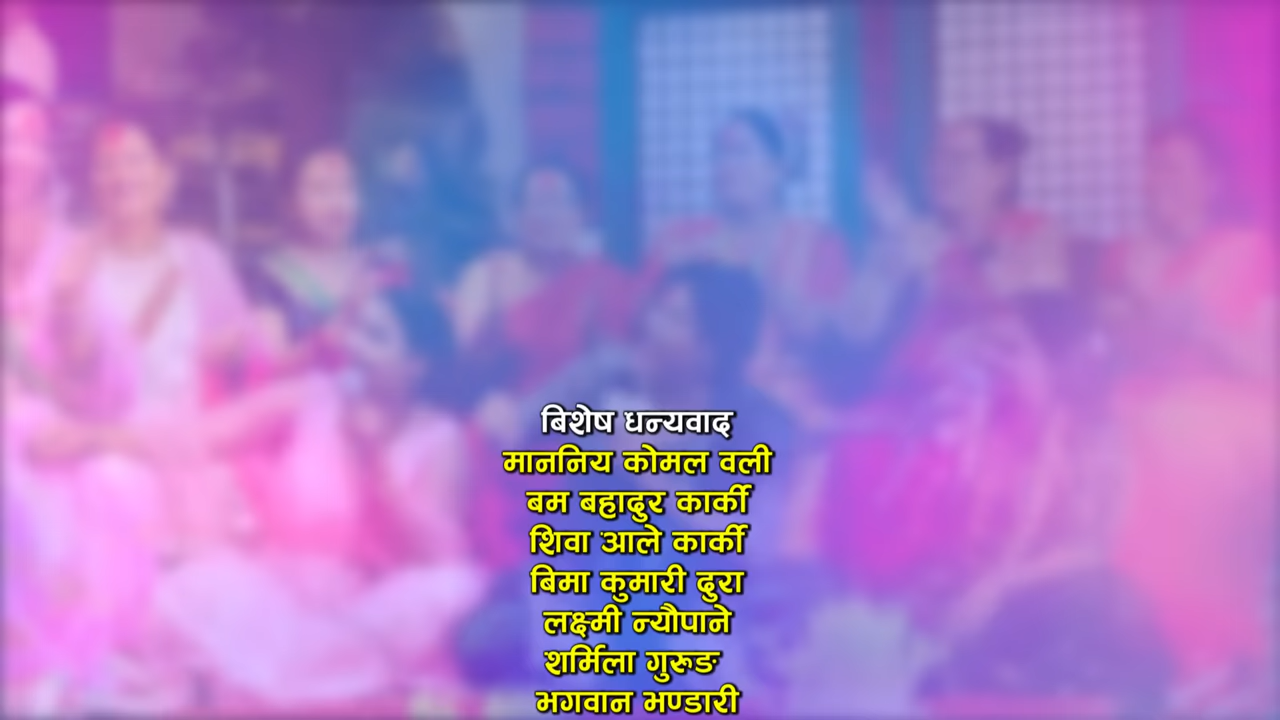 बिशेष धन्यवाद
माननिय कोमल वली
बम बहादुर कार्की
शिवा आले कार्की
बिमा कुमारी दुरा
लक्ष्मी न्यौपाने
शर्मिला गुरूङ
भगवान भण्डारी